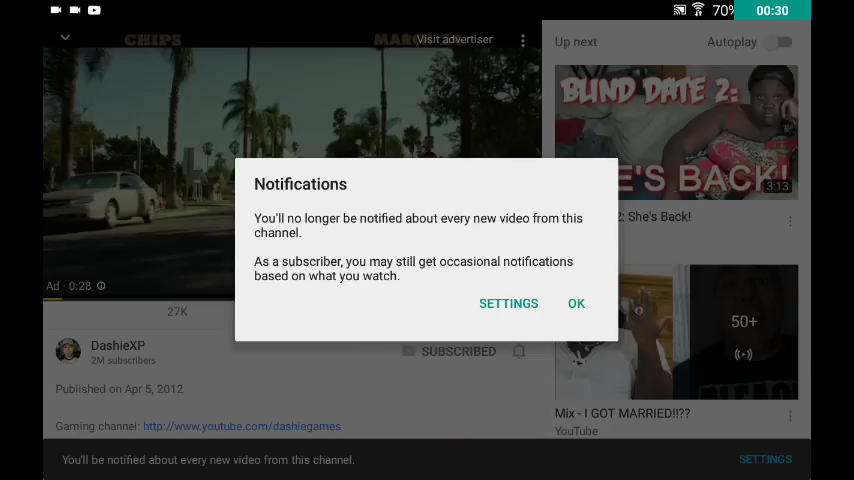 70%
00:30
CHIPS
Visit advertiser
Up next
Autoplay
BLIND DATE 2:
E'S BACK!
3:13
2: She's Back!
Notifications
You'll no longer be notified about every new video from this
channel.
As a subscriber, you may still get occasional notifications
based on what you watch.
SETTINGS
OK
Ad · 0:28
27K
DashieXP
2M subscribers
SUBSCRIBED
50+
Published on Apr 5, 2012
Mix - I GOT MARRIED!!??
YouTube
Gaming channel: http://www.youtube.com/dashiegames
You'll be notified about every new video from this channel.
SETTINGS